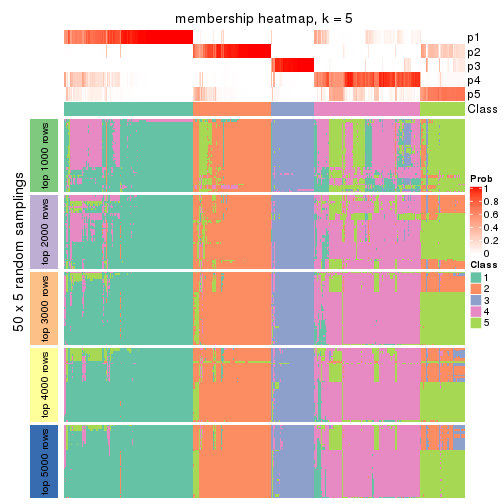 membership heatmap, k = 5
p1
p2
p3
p4
p5
Class
50 x 5 random samplings
top 1000 rows
top 2000 rows
top 3000 rows
top 4000 rows
top 5000 rows
Prob
1
0.8
0.6
0.4
0.2
0
Class
1
2
3
4
5